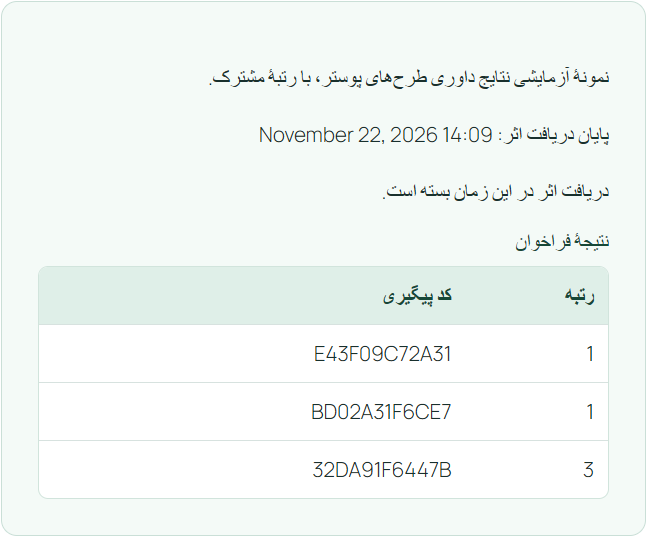 نمونهٔ آزمایشی نتایج داوری طرح‌های پوستر، با رتبهٔ مشترک.
پایان دریافت اثر: November 22, 2026 14:09
دریافت اثر در این زمان بسته است.
نتیجهٔ فراخوان
رتبه کد پیگیری
1 E43F09C72A31
1 BD02A31F6CE7
3 32DA91F6447B